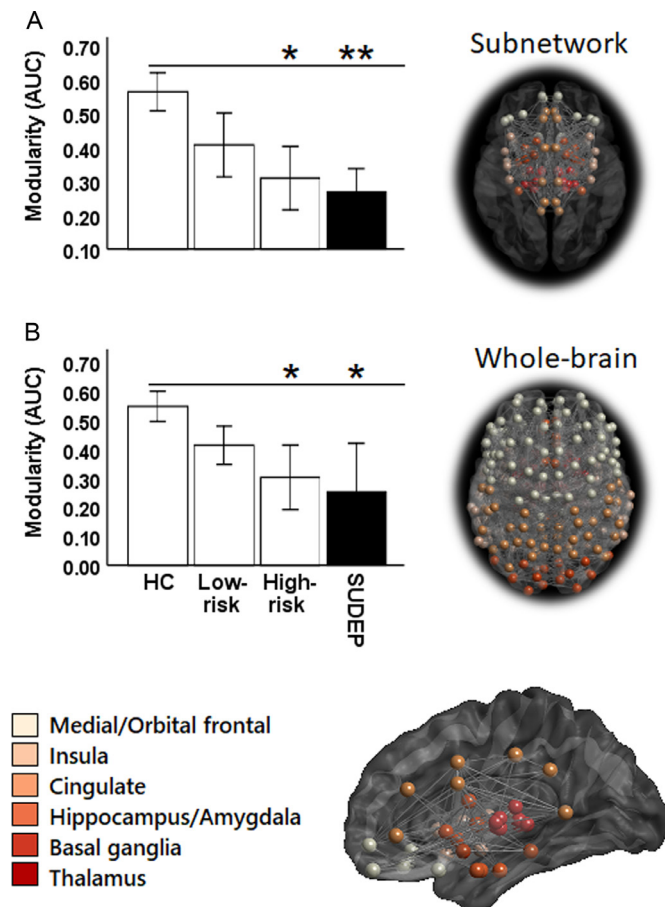 A
Modularity (AUC)
0.70
0.60
0.50
0.40
0.30
0.20
0.10
* **
Subnetwork
B
Modularity (AUC)
0.70
0.60
0.50
0.40
0.30
0.20
0.10
0.00
* *
Whole-brain
HC
Low-
risk
High-
risk
SUDEP
Medial/Orbital frontal
Insula
Cingulate
Hippocampus/Amygdala
Basal ganglia
Thalamus